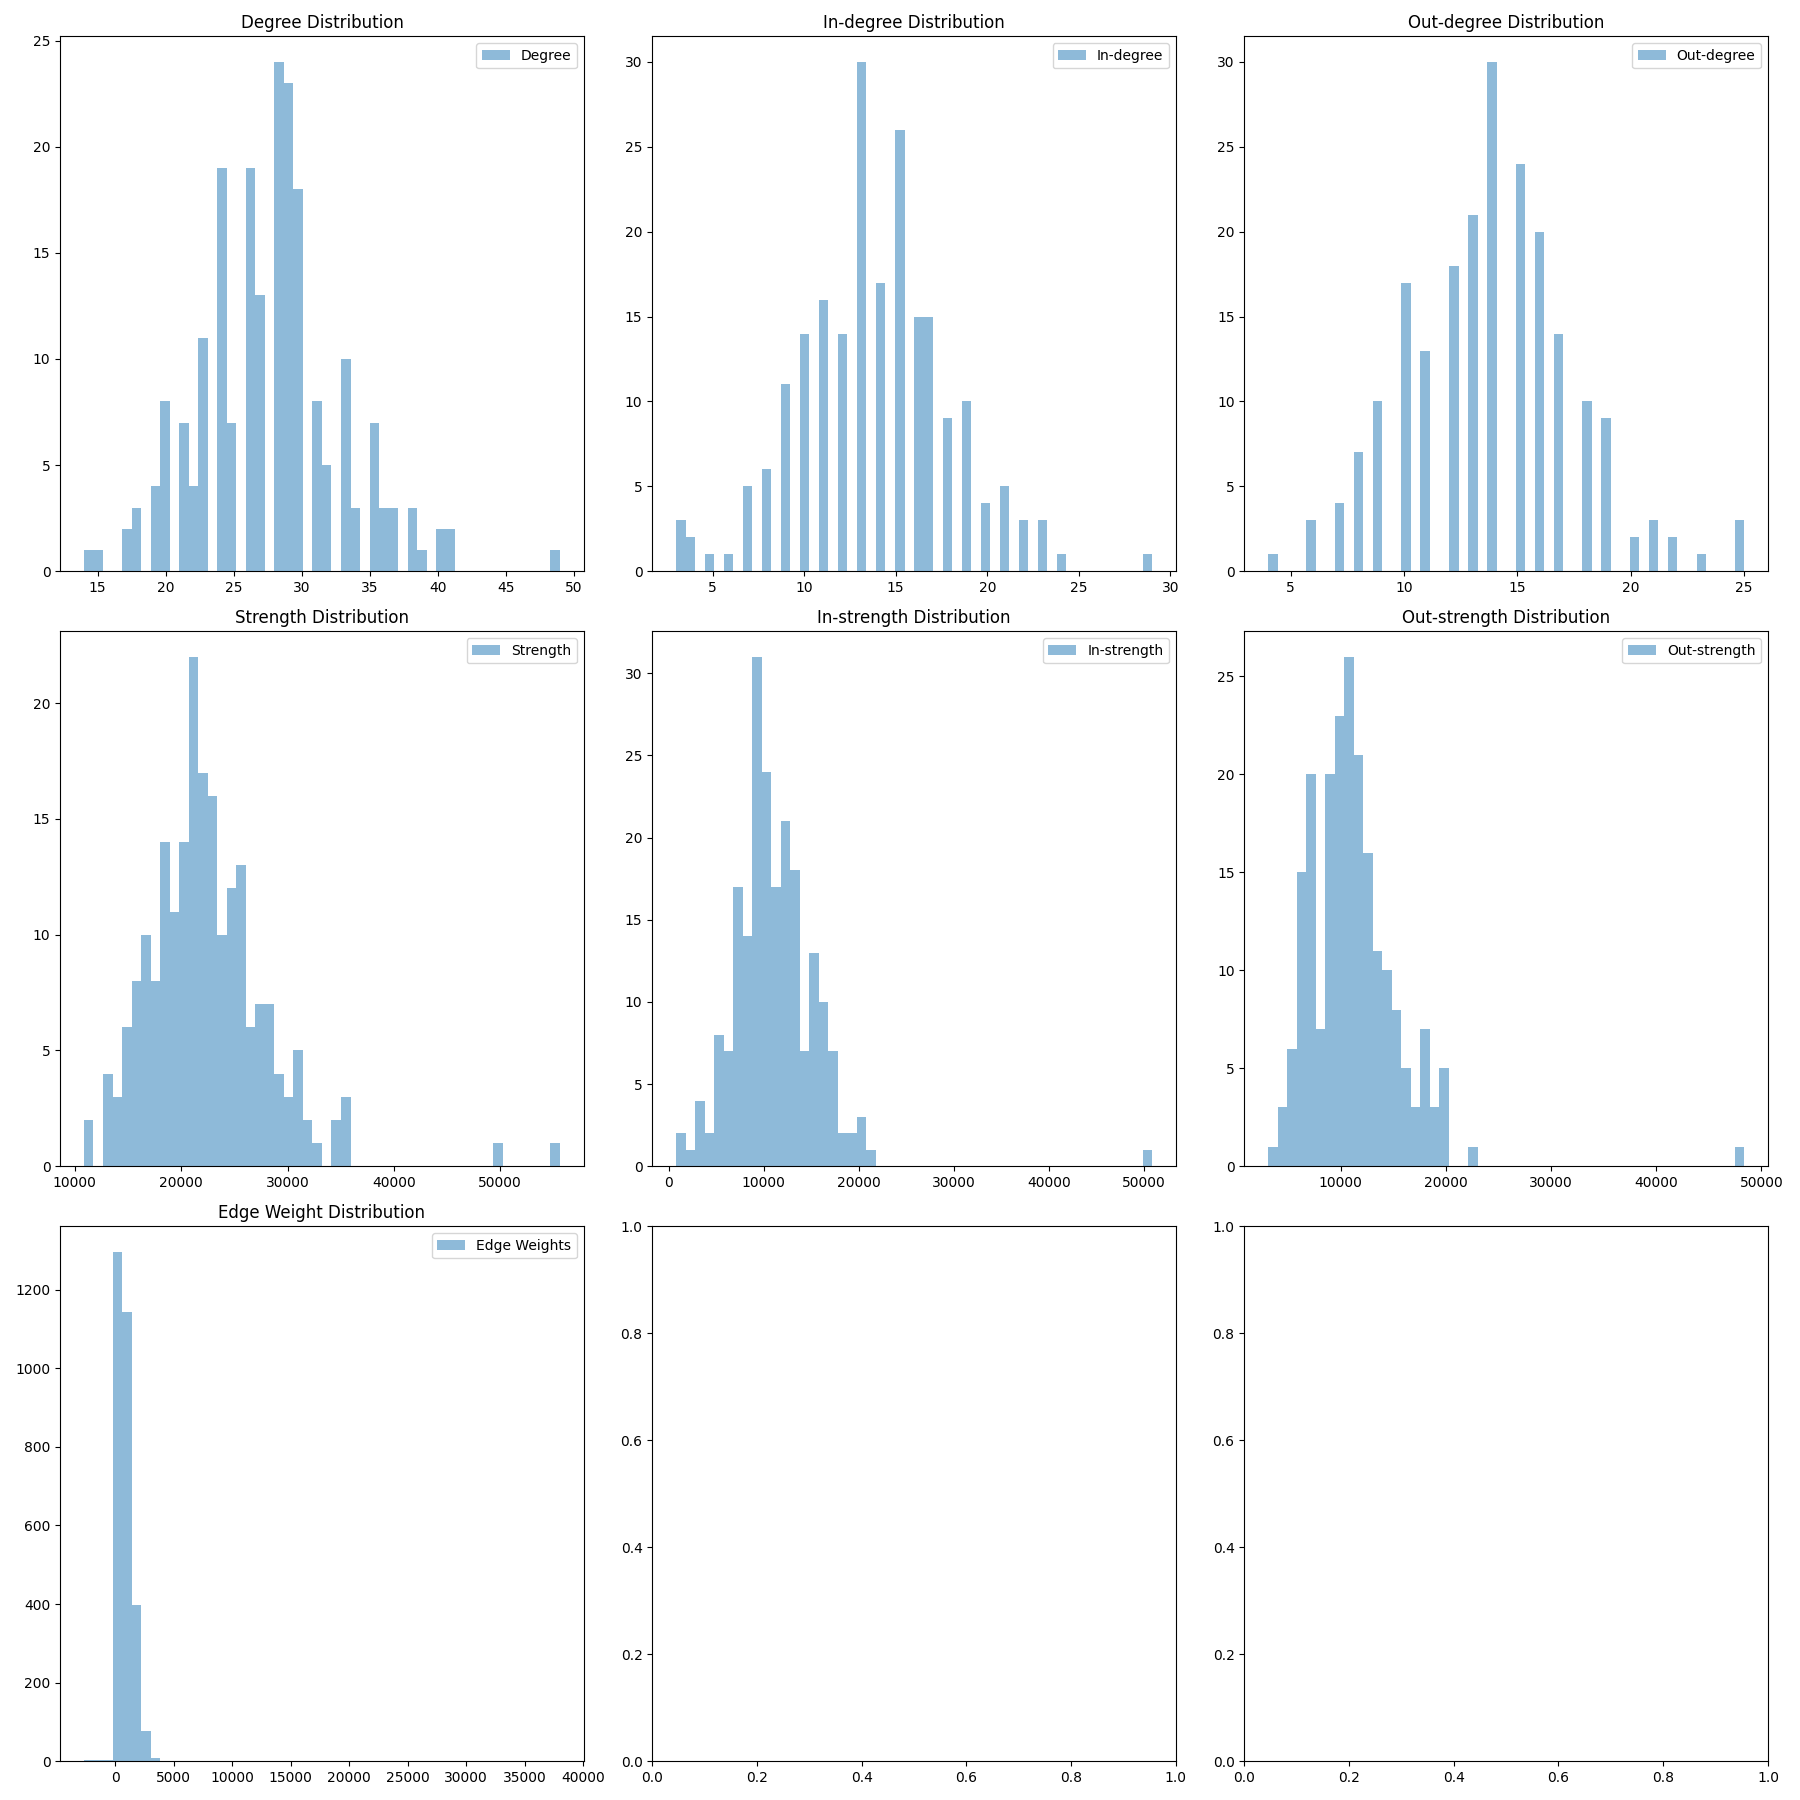 Degree Distribution
Degree
25
20
15
10
5
0
15 20 25 30 35 40 45 50
In-degree Distribution
In-degree
30
25
20
15
10
5
0
5 10 15 20 25 30
Out-degree Distribution
Out-degree
30
25
20
15
10
5
0
5 10 15 20 25
Strength Distribution
Strength
20
15
10
5
0
10000 20000 30000 40000 50000
In-strength Distribution
In-strength
30
25
20
15
10
5
0
0 10000 20000 30000 40000 50000
Out-strength Distribution
Out-strength
25
20
15
10
5
0
10000 20000 30000 40000 50000
Edge Weight Distribution
Edge Weights
1200
1000
800
600
400
200
0
0 5000 10000 15000 20000 25000 30000 35000 40000
1.0
0.8
0.6
0.4
0.2
0.0
0.0 0.2 0.4 0.6 0.8 1.0
1.0
0.8
0.6
0.4
0.2
0.0
0.0 0.2 0.4 0.6 0.8 1.0